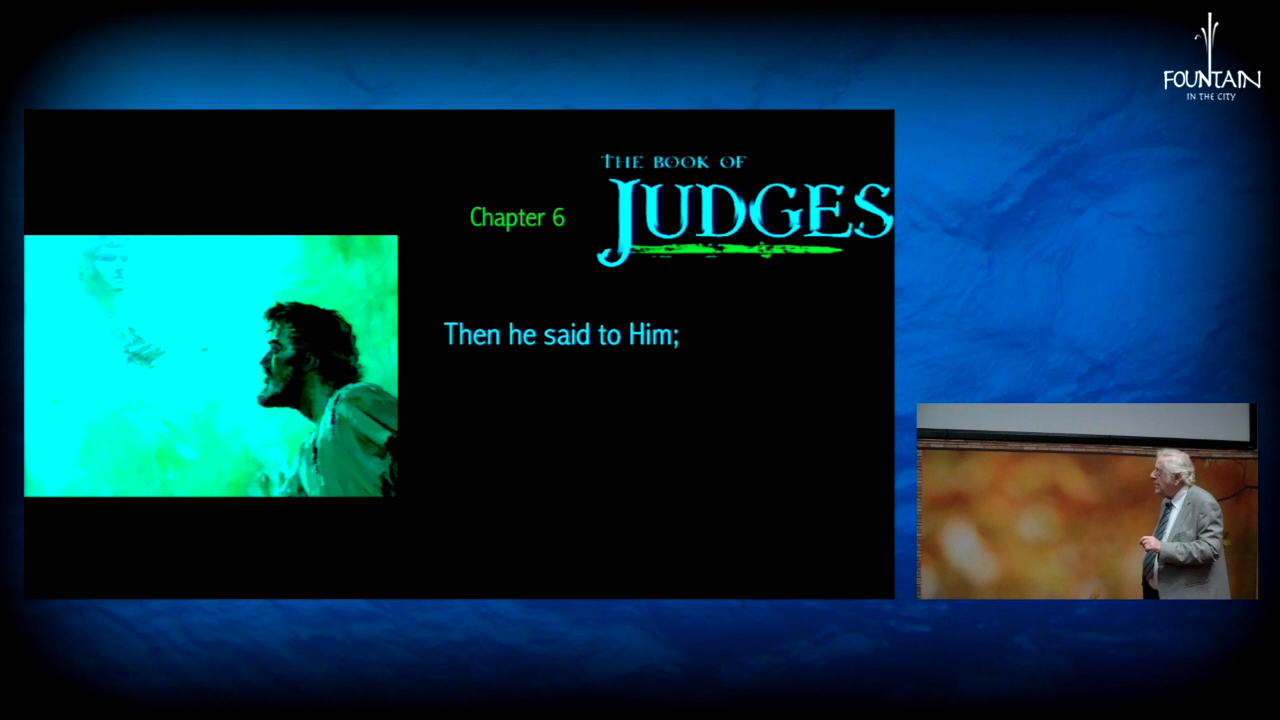 FOUNTAIN
IN THE CITY
THE BOOK OF
JUDGES
Chapter 6
Then he said to Him;